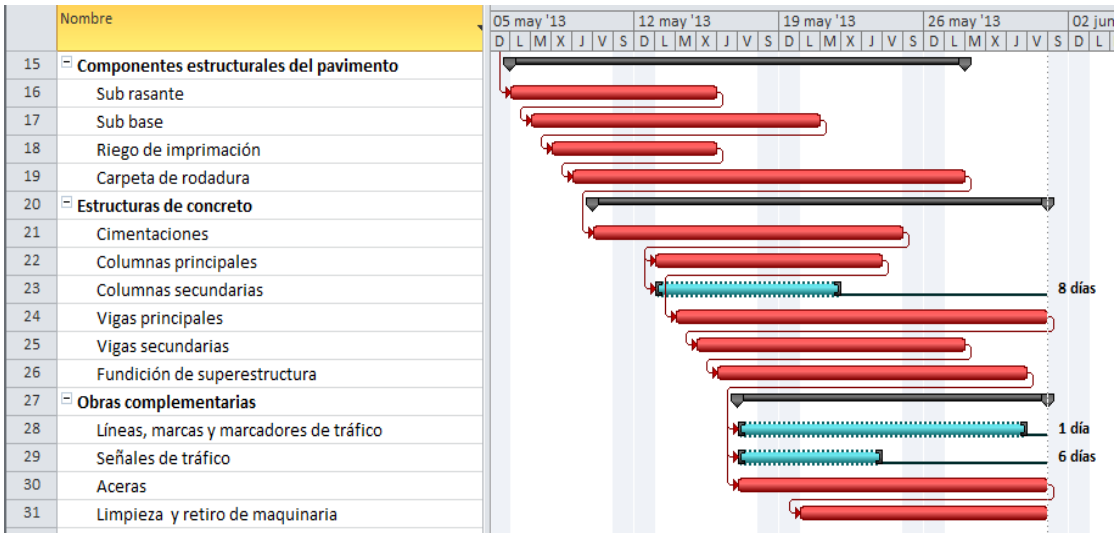 Nombre
05 may '13 12 may '13 19 may '13 26 may '13 02 jun
D L M X J V S D L M X J V S D L M X J V S D L M X J V S D L
15 Componentes estructurales del pavimento
16 Sub rasante
17 Sub base
18 Riego de imprimación
19 Carpeta de rodadura
20 Estructuras de concreto
21 Cimentaciones
22 Columnas principales
23 Columnas secundarias 8 días
24 Vigas principales
25 Vigas secundarias
26 Fundición de superestructura
27 Obras complementarias
28 Líneas, marcas y marcadores de tráfico 1 día
29 Señales de tráfico 6 días
30 Aceras
31 Limpieza y retiro de maquinaria